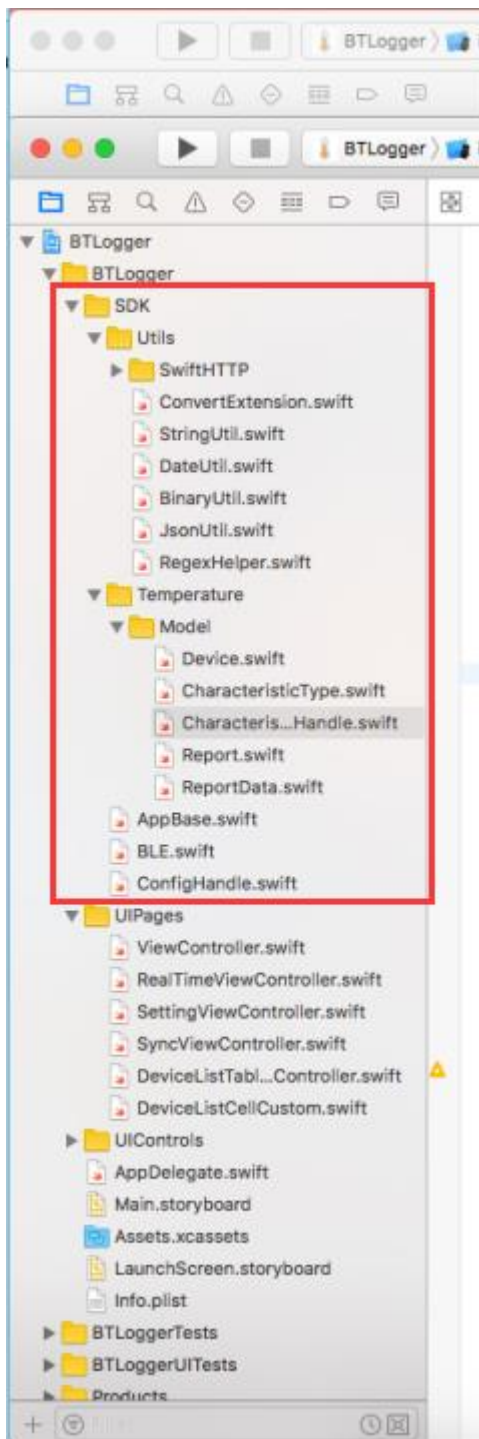 BTLogger
BTLogger
BTLogger
BTLogger
SDK
Utils
SwiftHTTP
ConvertExtension.swift
StringUtil.swift
DateUtil.swift
BinaryUtil.swift
JsonUtil.swift
RegexHelper.swift
Temperature
Model
Device.swift
CharacteristicType.swift
Characteris...Handle.swift
Report.swift
ReportData.swift
AppBase.swift
BLE.swift
ConfigHandle.swift
UIPages
ViewController.swift
RealTimeViewController.swift
SettingViewController.swift
SyncViewController.swift
DeviceListTabl...Controller.swift
DeviceListCellCustom.swift
UIControls
AppDelegate.swift
Main.storyboard
Assets.xcassets
LaunchScreen.storyboard
Info.plist
BTLoggerTests
BTLoggerUITests
Products